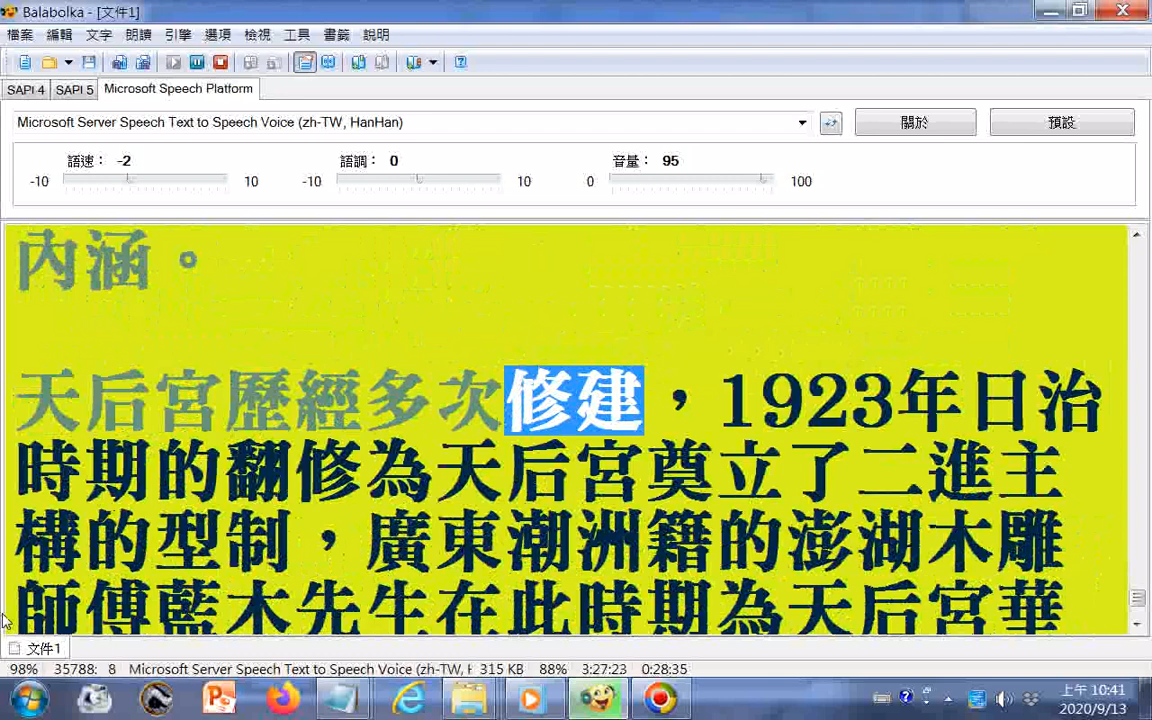 Balabolka - [文件1]
檔案 編輯 文字 朗讀 引擎 選項 檢視 工具 書籤 說明
SAPI 4 SAPI 5 Microsoft Speech Platform
Microsoft Server Speech Text to Speech Voice (zh-TW, HanHan) 關於 預設
語速： -2 語調： 0 音量： 95
-10 10 -10 10 0 100
內涵。
天后宮歷經多次修建，1923年日治
時期的翻修為天后宮奠立了二進主
構的型制，廣東潮洲籍的澎湖木雕
師傅藍木先生在此時期為天后宮華
文件1
98% 35788: 8 Microsoft Server Speech Text to Speech Voice (zh-TW, H 315 KB 88% 3:27:23 0:28:35
上午 10:41
2020/9/13